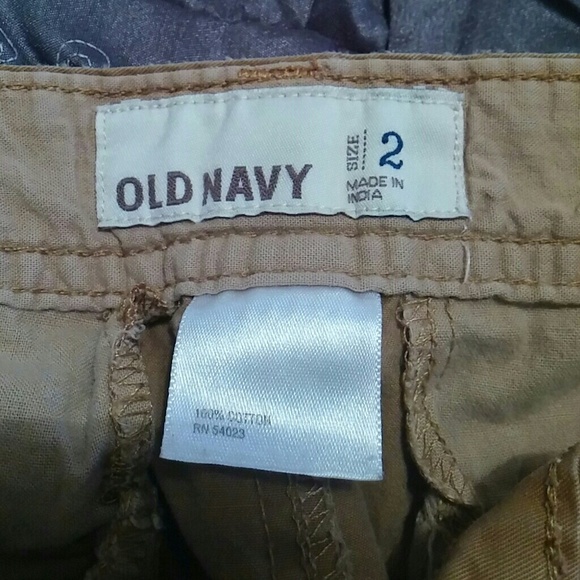 OLD NAVY
SIZE 2
MADE IN
INDIA
100% COTTON
RN 54023